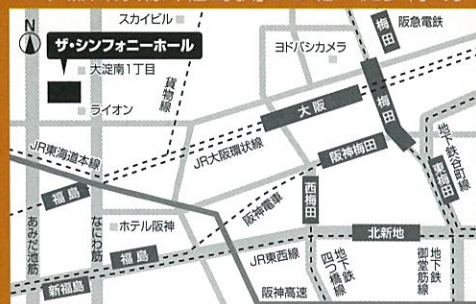 N
スカイビル
阪急電鉄
ザ・シンフォニーホール
ヨドバシカメラ
梅田
大淀南1丁目
貨物線
ライオン
大阪
梅田
JR東海道本線
JR大阪環状線
阪神梅田
地下鉄谷町線
東梅田
福島
阪神電車
西梅田
あみだ池筋
なにわ筋
ホテル阪神
北新地
福島
新福島
JR東西線
地下鉄四つ橋線
地下鉄御堂筋線
阪神高速